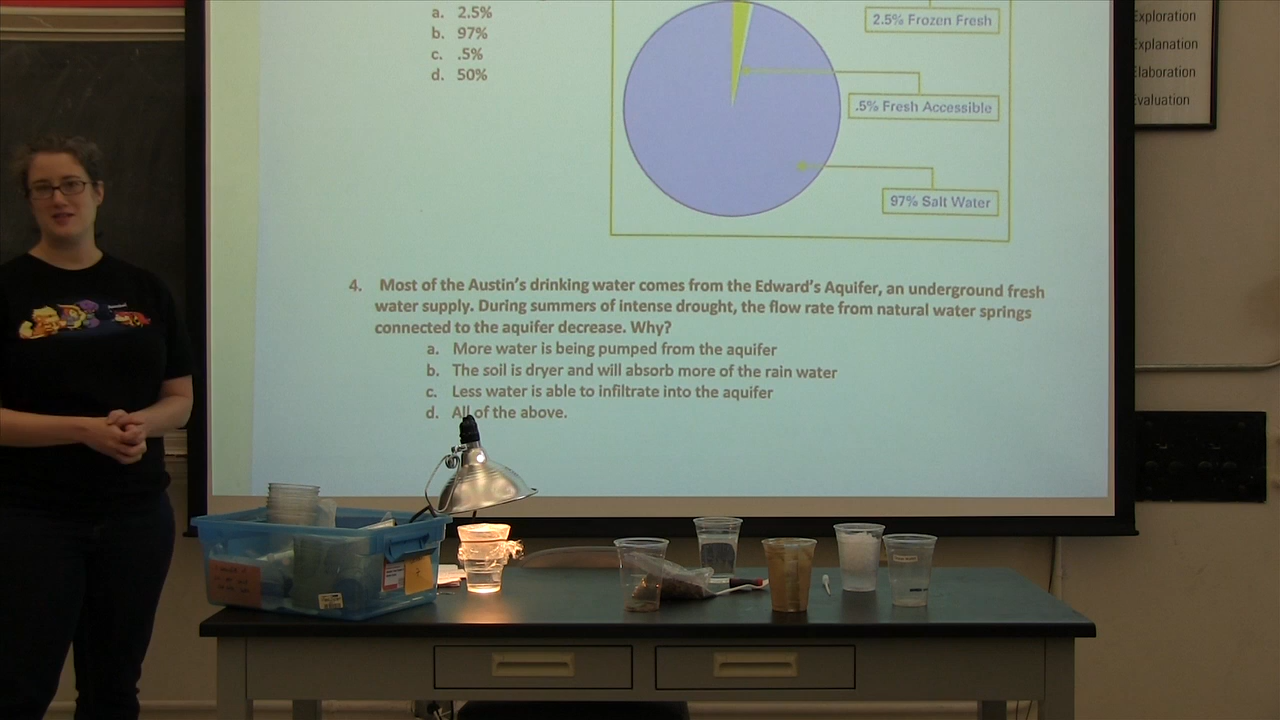 a. 2.5%
b. 97%
c. .5%
d. 50%
2.5% Frozen Fresh
.5% Fresh Accessible
97% Salt Water
4. Most of the Austin's drinking water comes from the Edward's Aquifer, an underground fresh
water supply. During summers of intense drought, the flow rate from natural water springs
connected to the aquifer decrease. Why?
a. More water is being pumped from the aquifer
b. The soil is dryer and will absorb more of the rain water
c. Less water is able to infiltrate into the aquifer
d. All of the above.
Exploration
Explanation
Elaboration
Evaluation